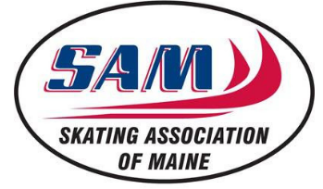 SAM
SKATING ASSOCIATION
OF MAINE